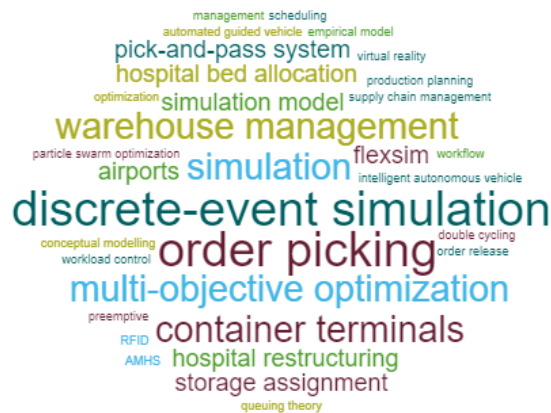 management scheduling
automated guided vehicle empirical model
pick-and-pass system virtual reality
hospital bed allocation production planning
optimization simulation model supply chain management
warehouse management
particle swarm optimization flexsim workflow
airports simulation intelligent autonomous vehicle
discrete-event simulation
conceptual modelling order picking double cycling
workload control order release
multi-objective optimization
preemptive container terminals
RFID
AMHS hospital restructuring
storage assignment
queuing theory